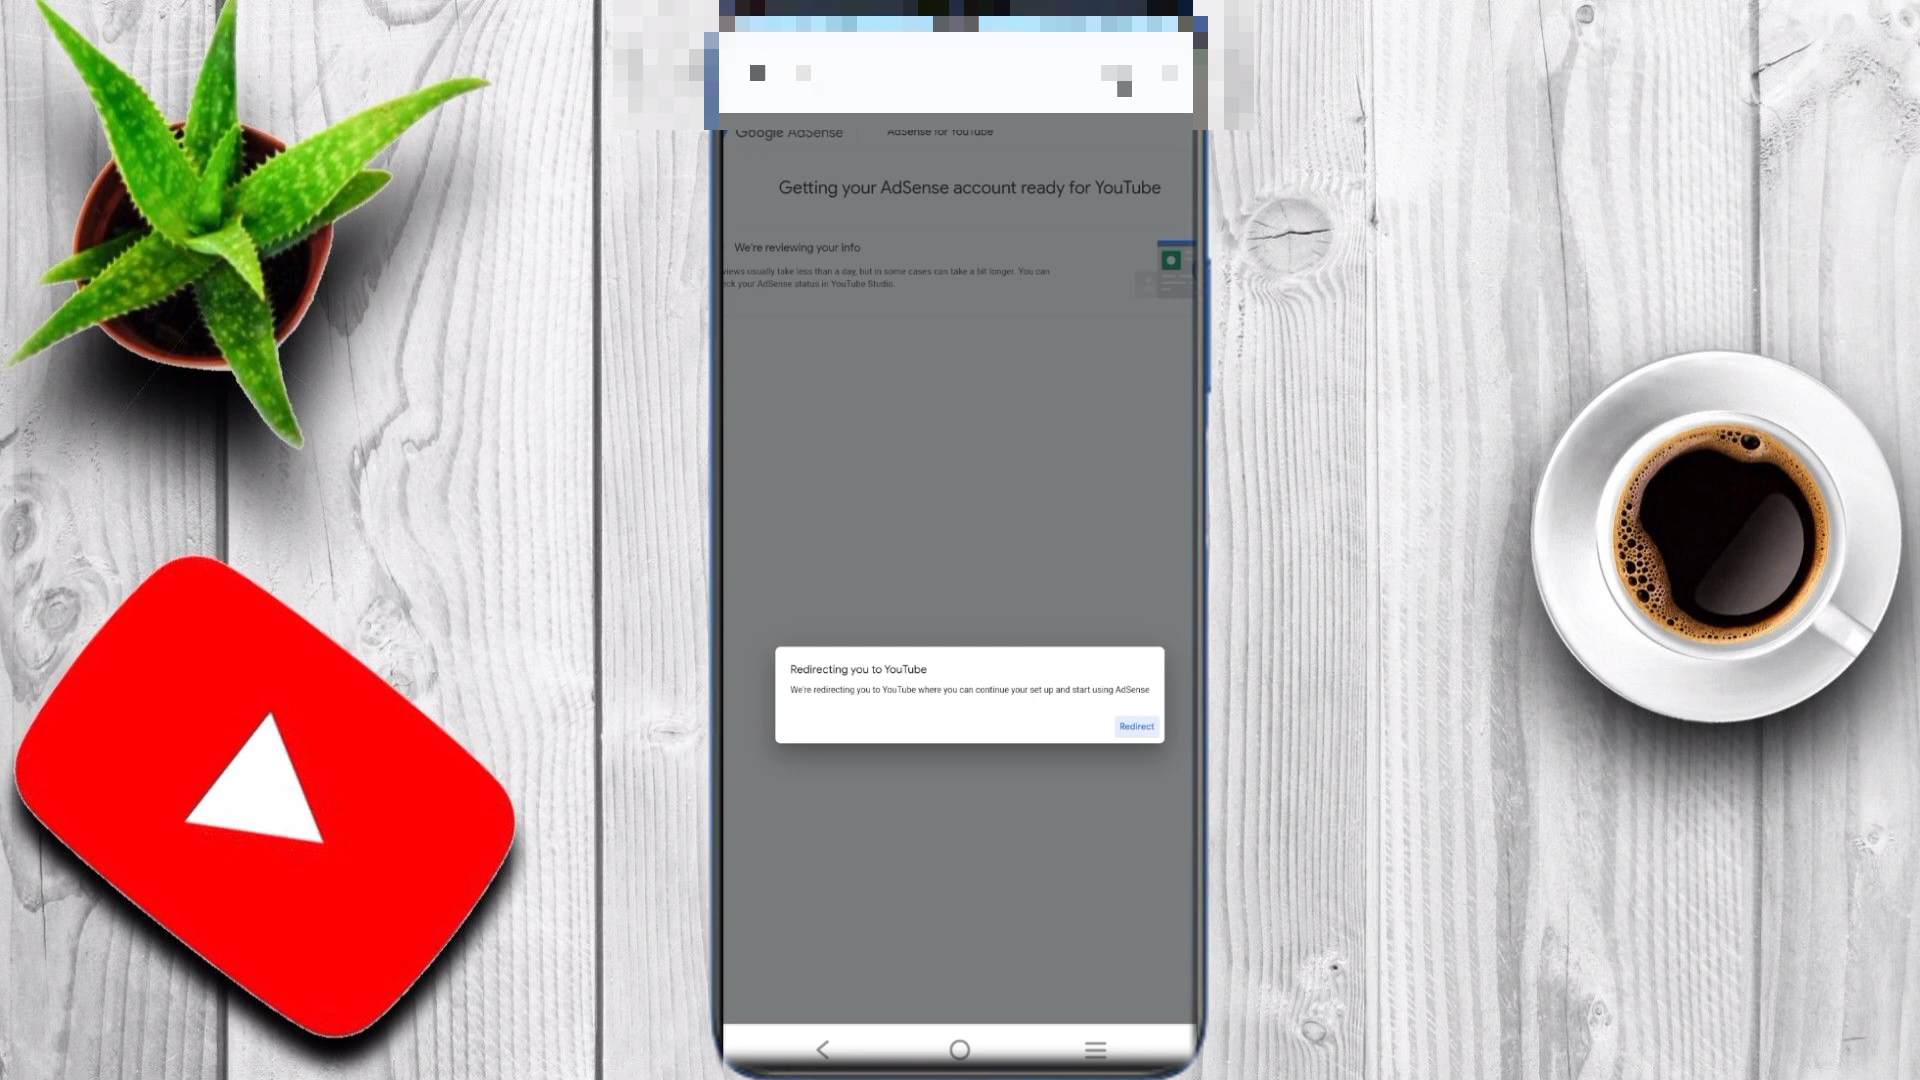 Google AdSense AdSense for YouTube
Getting your AdSense account ready for YouTube
We're reviewing your info
views usually take less than a day, but in some cases can take a bit longer. You can
eck your AdSense status in YouTube Studio.
Redirecting you to YouTube
We're redirecting you to YouTube where you can continue your set up and start using AdSense
Redirect